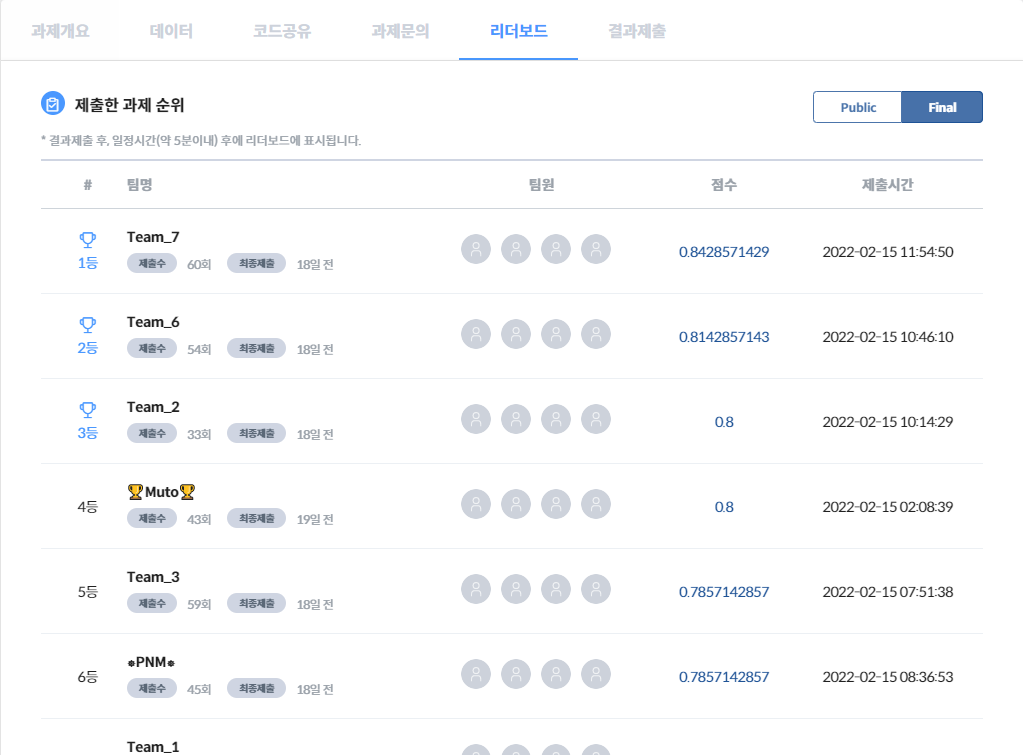 과제개요 데이터 코드공유 과제문의 리더보드 결과제출
제출한 과제 순위 Public Final
* 결과제출 후, 일정시간(약 5분이내) 후에 리더보드에 표시됩니다.
# 팀명 팀원 점수 제출시간
1등 Team_7 0.8428571429 2022-02-15 11:54:50
제출수 60회 최종제출 18일 전
2등 Team_6 0.8142857143 2022-02-15 10:46:10
제출수 54회 최종제출 18일 전
3등 Team_2 0.8 2022-02-15 10:14:29
제출수 33회 최종제출 18일 전
4등 🏆Muto🏆 0.8 2022-02-15 02:08:39
제출수 43회 최종제출 19일 전
5등 Team_3 0.7857142857 2022-02-15 07:51:38
제출수 59회 최종제출 18일 전
6등 ⁕PNM⁕ 0.7857142857 2022-02-15 08:36:53
제출수 45회 최종제출 18일 전
Team_1